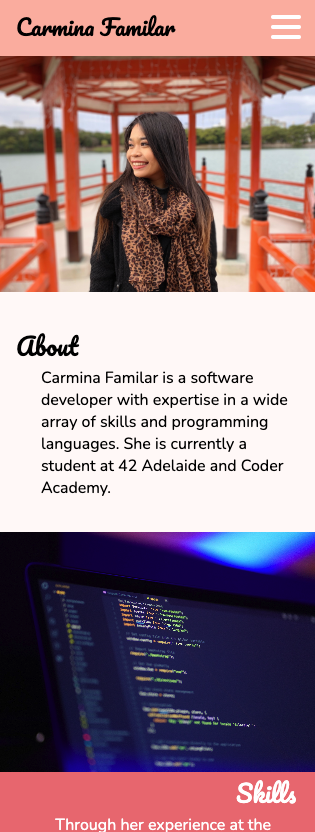 Carmina Familar
About
Carmina Familar is a software
developer with expertise in a wide
array of skills and programming
languages. She is currently a
student at 42 Adelaide and Coder
Academy.
Skills
Through her experience at the